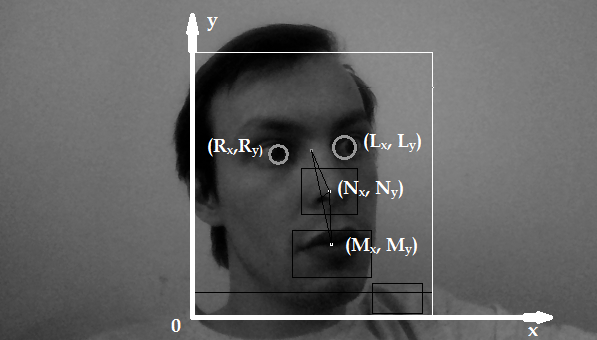 y
(Rx,Ry)
(Lx, Ly)
(Nx, Ny)
(Mx, My)
0
x